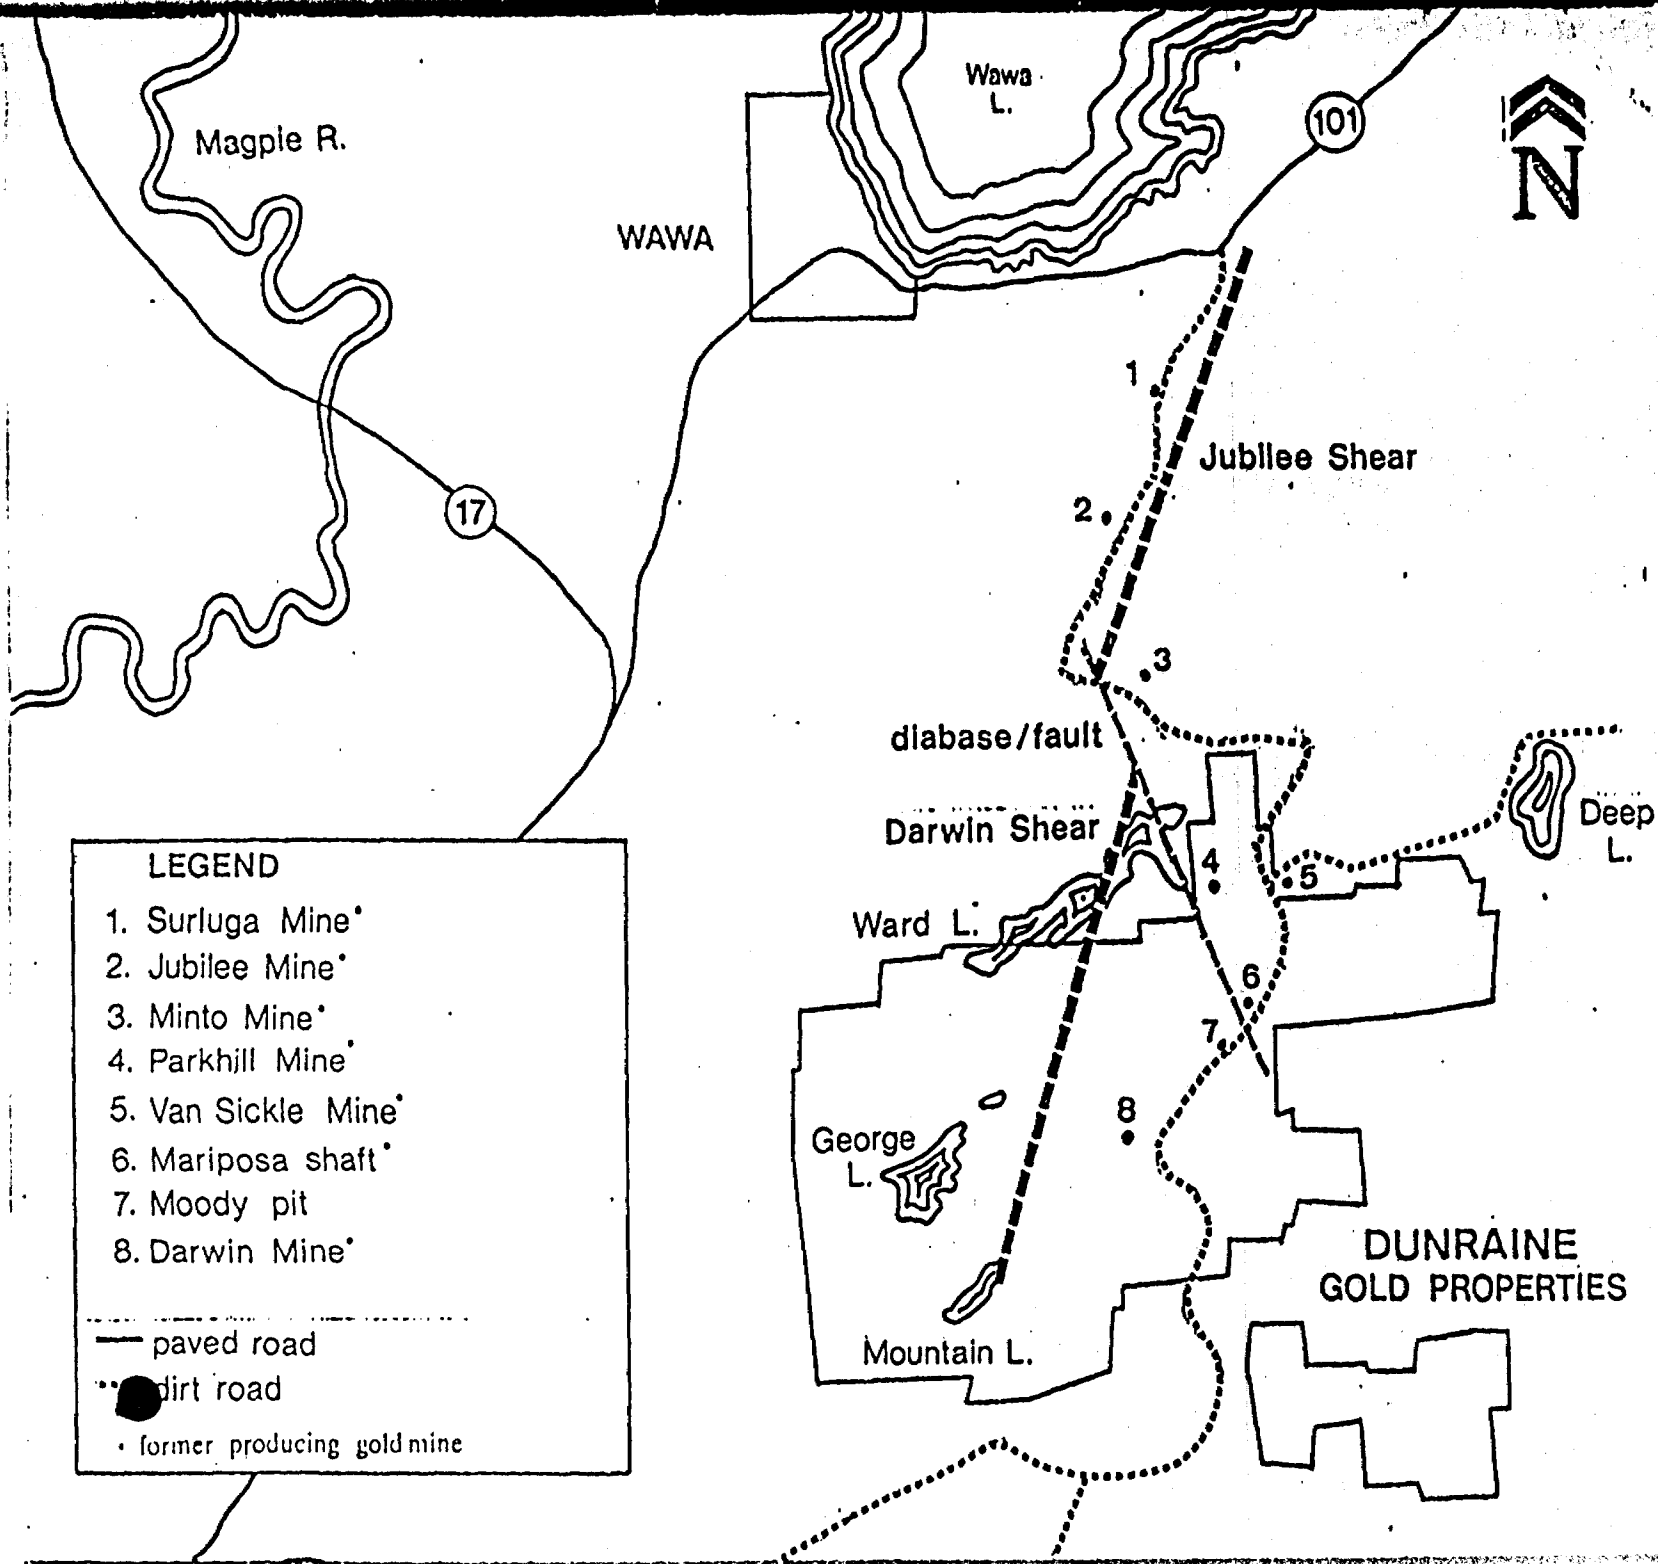 Wawa
L.
101
N
Magpie R.
WAWA
1
Jubilee Shear
17
2
3
diabase/fault
Darwin Shear
Deep
L.
4
5
Ward L.
6
7
8
George
L.
DUNRAINE
GOLD PROPERTIES
Mountain L.
LEGEND
1. Surluga Mine•
2. Jubilee Mine•
3. Minto Mine•
4. Parkhill Mine•
5. Van Sickle Mine•
6. Mariposa shaft•
7. Moody pit
8. Darwin Mine•
paved road
dirt road
• former producing gold mine